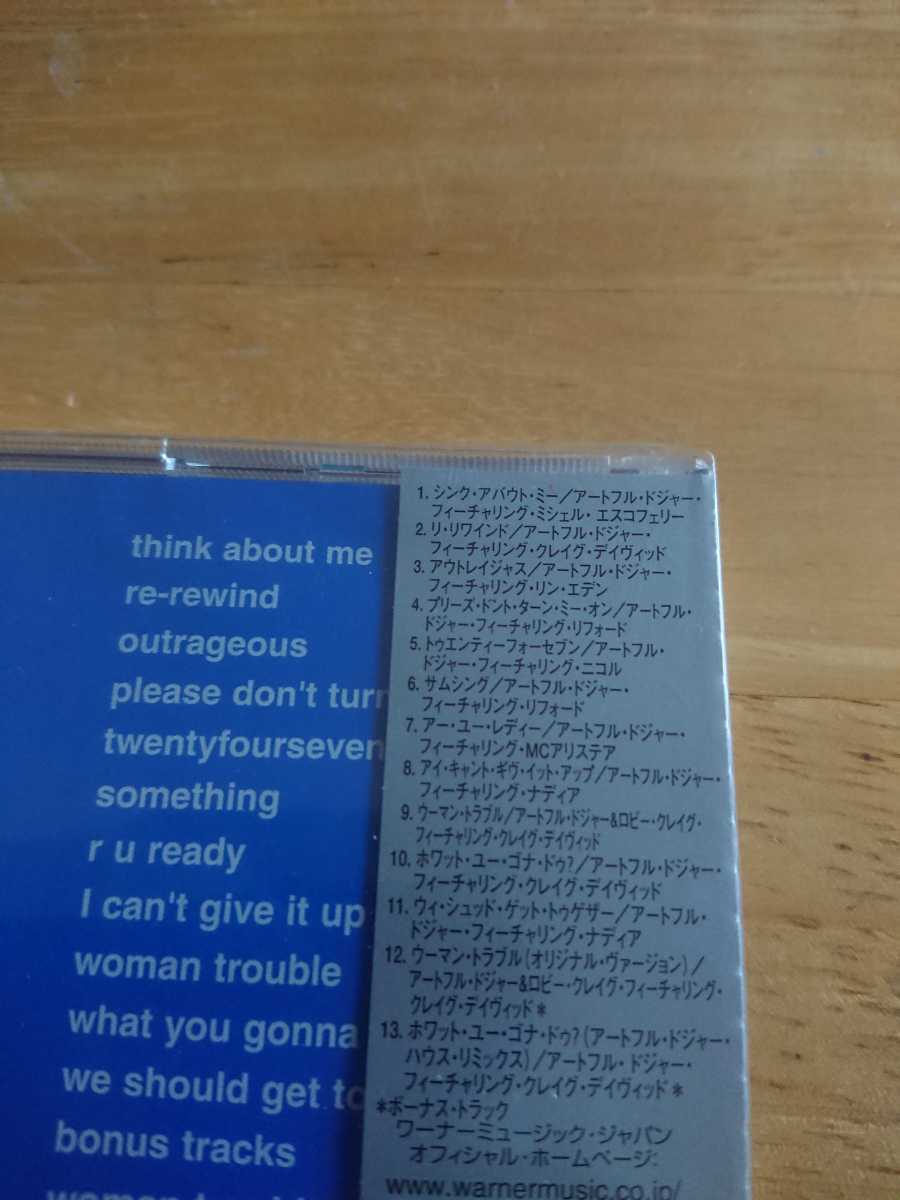 think about me
re-rewind
outrageous
please don't turn
twentyfourseven
something
r u ready
I can't give it up
woman trouble
what you gonna
we should get to
bonus tracks
1. シンク・アバウト・ミー/アートフル・ドジャー・
フィーチャリング・ミシェル・エスコフェリー
2. リ・リワインド/アートフル・ドジャー・
フィーチャリング・クレイグ・デイヴィッド
3. アウトレイジャス/アートフル・ドジャー・
フィーチャリング・リン・エデン
4. プリーズ・ドント・ターン・ミー・オン/アートフル・
ドジャー・フィーチャリング・リフォード
5. トゥエンティーフォーセブン/アートフル・
ドジャー・フィーチャリング・ニコル
6. サムシング/アートフル・ドジャー・
フィーチャリング・リフォード
7. アー・ユー・レディー/アートフル・ドジャー・
フィーチャリング・MCアリステア
8. アイ・キャント・ギヴ・イット・アップ/アートフル・ドジャー・
フィーチャリング・ナディア
9. ウーマン・トラブル/アートフル・ドジャー&ロビー・クレイグ・
フィーチャリング・クレイグ・デイヴィッド
10. ホワット・ユー・ゴナ・ドゥ?/アートフル・ドジャー・
フィーチャリング・クレイグ・デイヴィッド
11. ウィ・シュッド・ゲット・トゥゲザー/アートフル・
ドジャー・フィーチャリング・ナディア
12. ウーマン・トラブル(オリジナル・ヴァージョン)/
アートフル・ドジャー&ロビー・クレイグ・フィーチャリング・
クレイグ・デイヴィッド*
13. ホワット・ユー・ゴナ・ドゥ?(アートフル・ドジャー・
ハウス・リミックス)/アートフル・ドジャー・
フィーチャリング・クレイグ・デイヴィッド*
*ボーナス・トラック
ワーナーミュージック・ジャパン
オフィシャル・ホームページ:
www.warnermusic.co.jp/